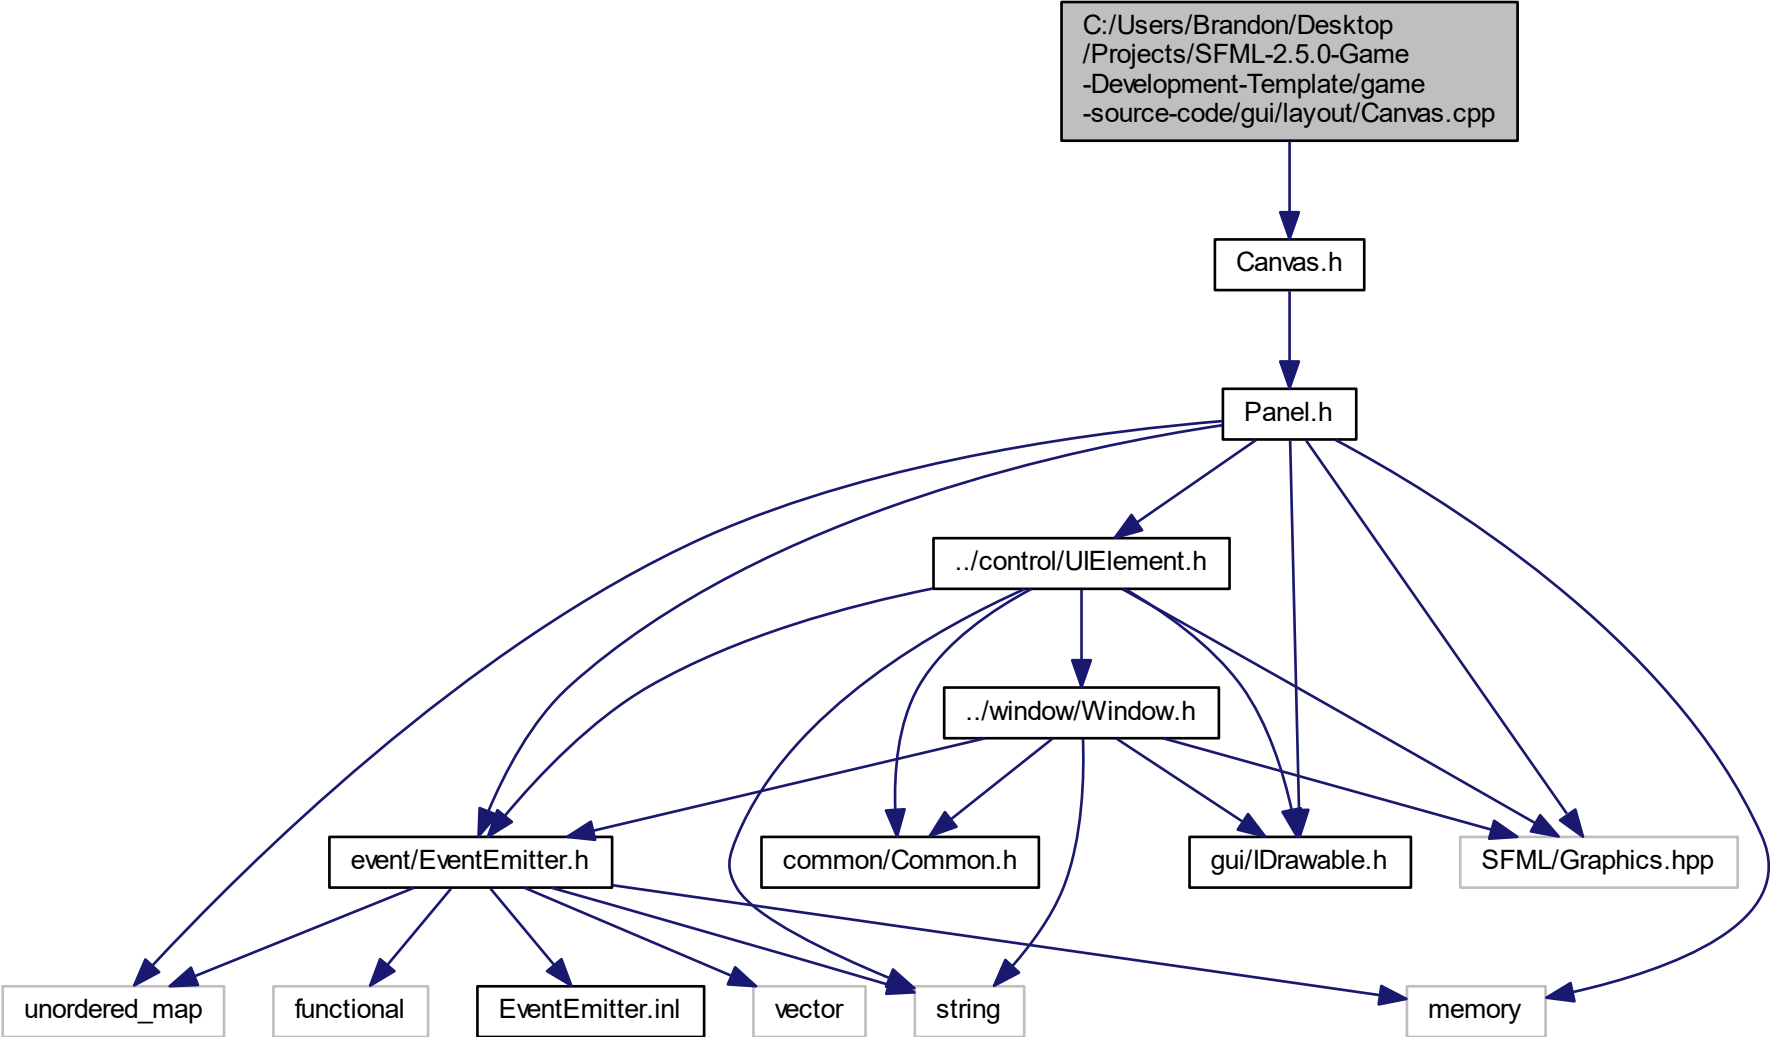 C:/Users/Brandon/Desktop
/Projects/SFML-2.5.0-Game
-Development-Template/game
-source-code/gui/layout/Canvas.cpp
Canvas.h
Panel.h
../control/UIElement.h
../window/Window.h
event/EventEmitter.h
common/Common.h
gui/IDrawable.h
SFML/Graphics.hpp
unordered_map
functional
EventEmitter.inl
vector
string
memory